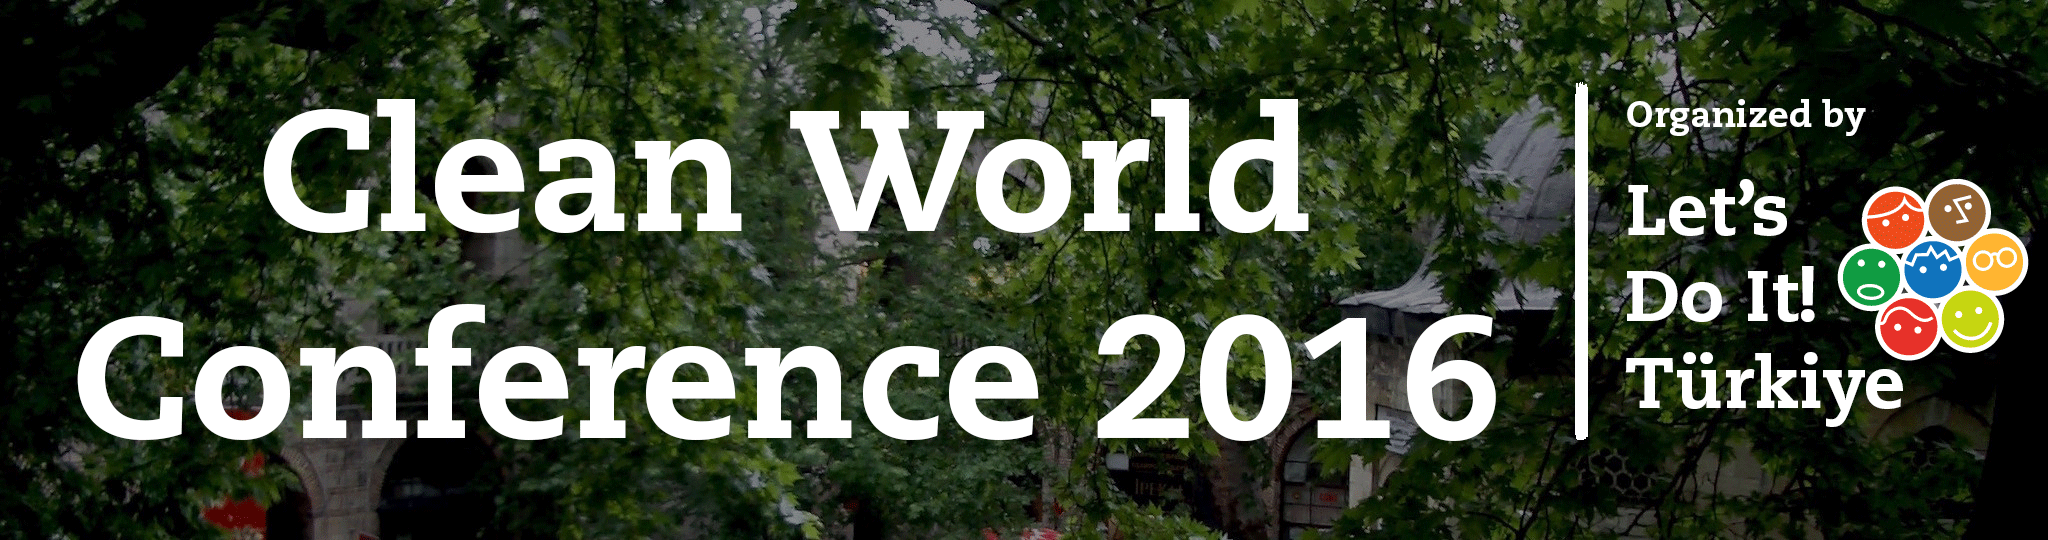 Clean World
Conference 2016
Organized by
Let's
Do It!
Türkiye